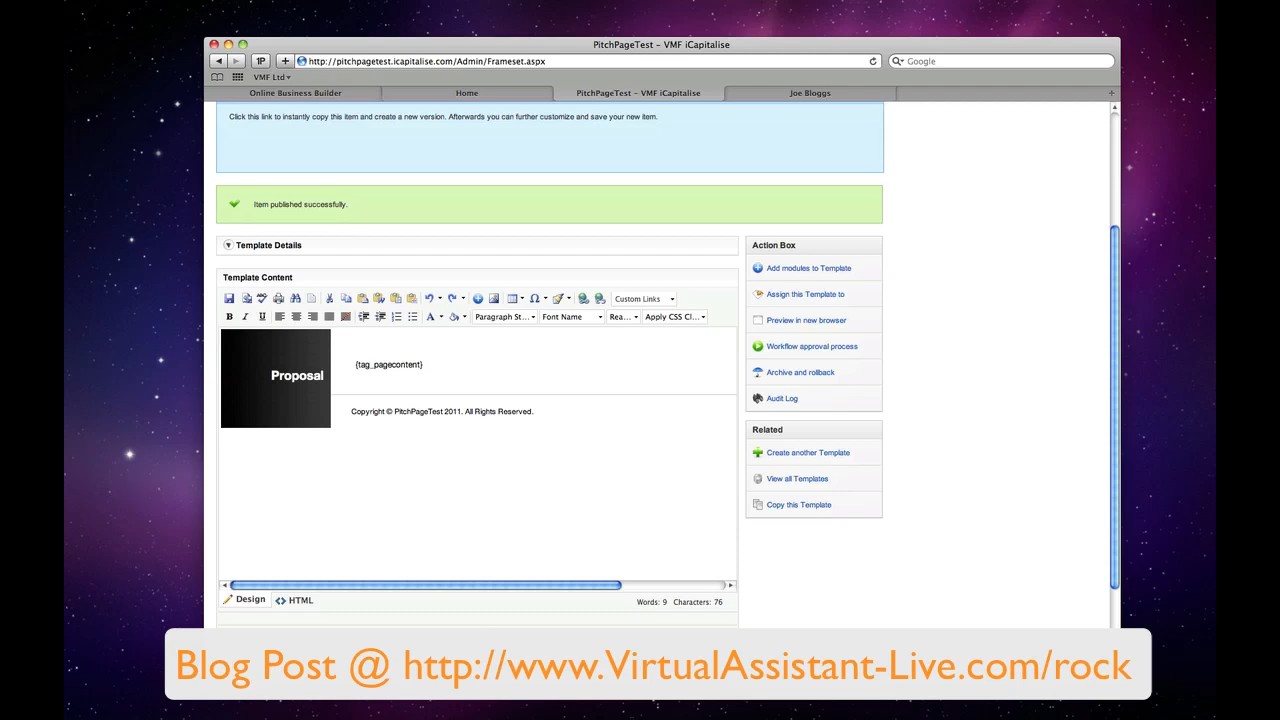 PitchPageTest – VMF iCapitalise
1P
+
http://pitchpagetest.icapitalise.com/Admin/Frameset.aspx
Google
VMF Ltd
Online Business Builder
Home
PitchPageTest – VMF iCapitalise
Joe Bloggs
+
Click this link to instantly copy this item and create a new version. Afterwards you can further customize and save your new item.
Item published successfully.
Template Details
Action Box
Add modules to Template
Assign this Template to
Preview in new browser
Workflow approval process
Archive and rollback
Audit Log
Template Content
Custom Links
B I U
A
Paragraph St...
Font Name
Rea...
Apply CSS Cl...
Proposal
{tag_pagecontent}
Copyright © PitchPageTest 2011. All Rights Reserved.
Related
Create another Template
View all Templates
Copy this Template
Design
HTML
Words: 9 Characters: 76
Blog Post @ http://www.VirtualAssistant-Live.com/rock